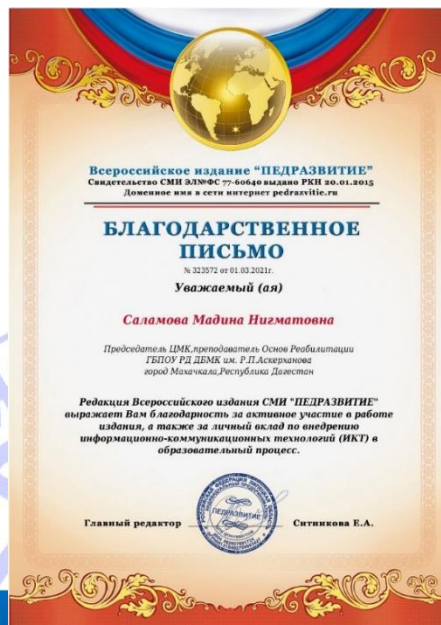 Всероссийское издание "ПЕДРАЗВИТИЕ"
Свидетельство СМИ ЭЛ№ФС 77-60640 выдано РКН 20.01.2015
Доменное имя в сети интернет pedrazvitie.ru
БЛАГОДАРСТВЕННОЕ
ПИСЬМО
№ 323572 от 01.03.2021г.
Уважаемый (ая)
Саламова Мадина Нигматовна
Председатель ЦМК,преподаватель Основ Реабилитации
ГБПОУ РД ДБМК им. Р.П.Аскерханова
город Махачкала,Республика Дагестан
Редакция Всероссийского издания СМИ "ПЕДРАЗВИТИЕ"
выражает Вам благодарность за активное участие в работе
издания, а также за личный вклад по внедрению
информационно-коммуникационных технологий (ИКТ) в
образовательный процесс.
Главный редактор
ПЕДРАЗВИТИЕ
Ситникова Е.А.